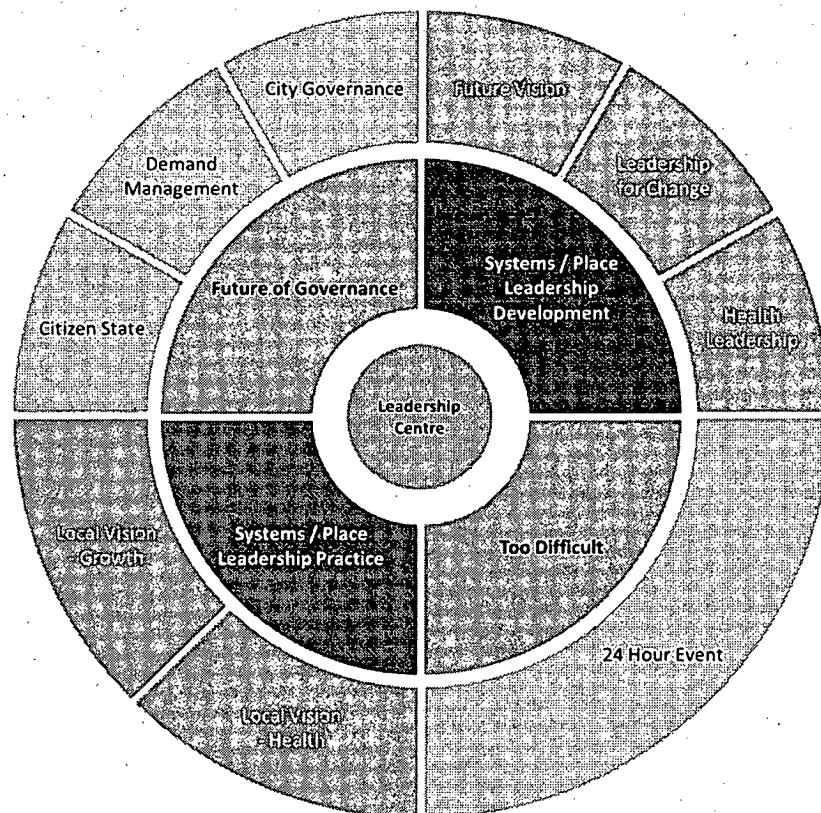 City Governance
Future Vision
Demand
Management
Leadership
for Change
Future of Governance
Systems / Place
Leadership
Development
Citizen State
Health
Leadership
Leadership
Centre
Local Vision
- Growth
Systems / Place
Leadership Practice
Too Difficult
24 Hour Event
Local Vision
- Health